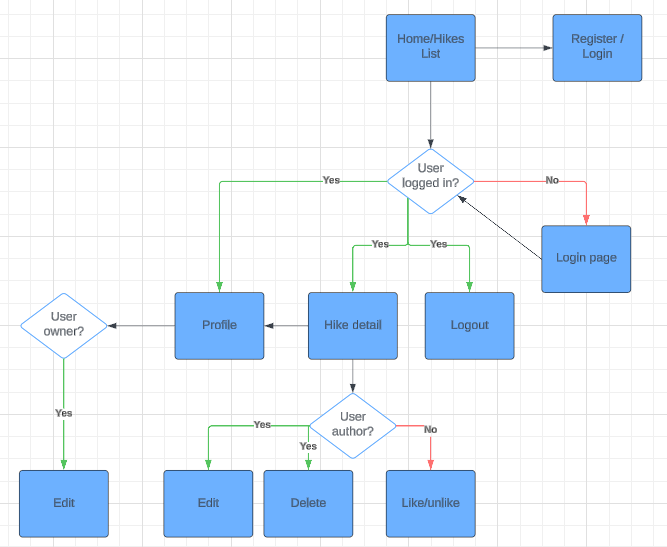 Home/Hikes
List
Register /
Login
User
logged in?
Yes
No
Yes
Yes
Login page
User
owner?
Profile
Hike detail
Logout
Yes
User
author?
Yes
No
Yes
Edit
Edit
Delete
Like/unlike